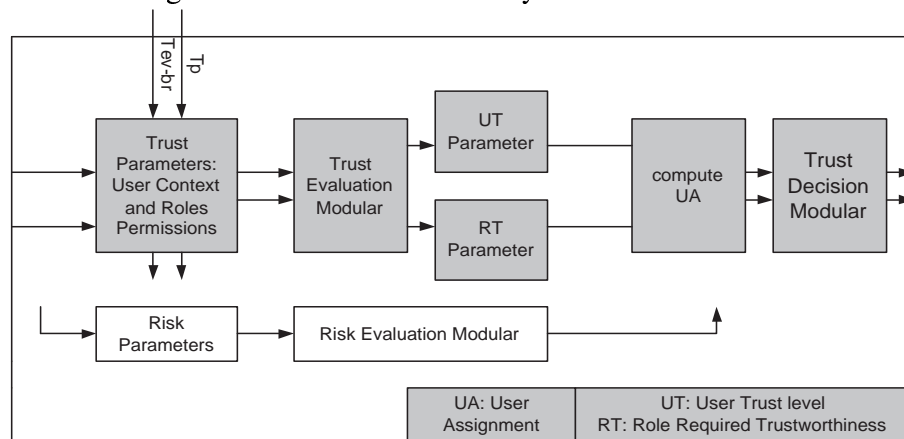 Tev-br
Tp
Trust
Parameters:
User Context
and Roles
Permissions
Trust
Evaluation
Modular
UT
Parameter
RT
Parameter
compute
UA
Trust
Decision
Modular
Risk
Parameters
Risk Evaluation Modular
UA: User
Assignment
UT: User Trust level
RT: Role Required Trustworthiness